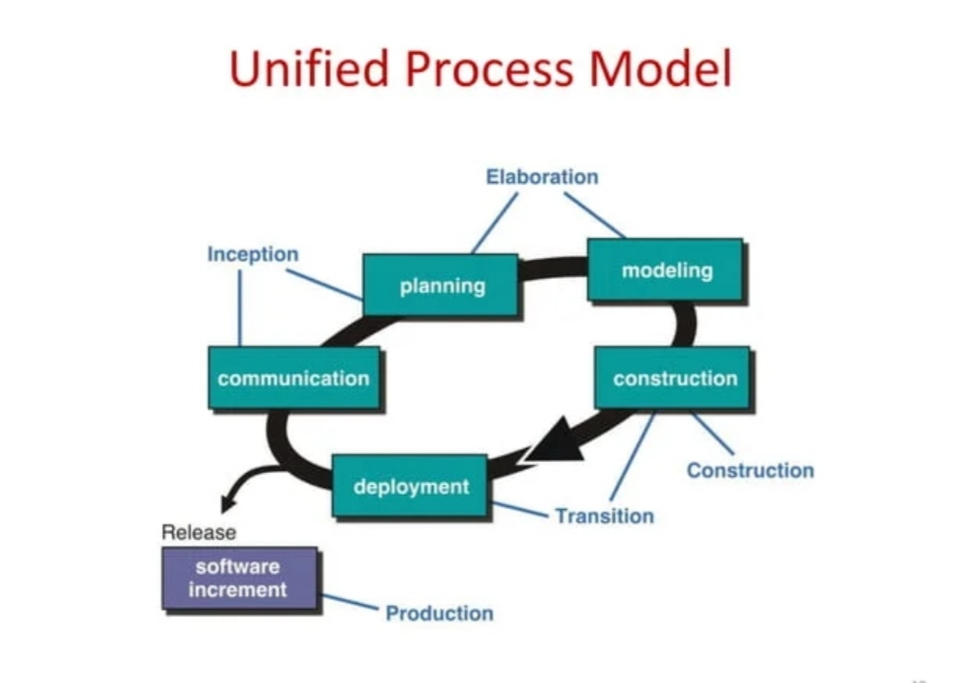 Unified Process Model
Elaboration
Inception
planning
modeling
communication
construction
deployment
Construction
Transition
Release
software
increment
Production